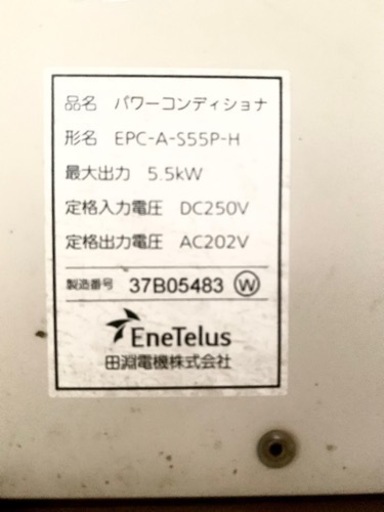 品名 パワーコンディショナ
形名 EPC-A-S55P-H
最大出力 5.5kW
定格入力電圧 DC250V
定格出力電圧 AC202V
製造番号 37B05483 Ⓦ
EneTelus
田淵電機株式会社